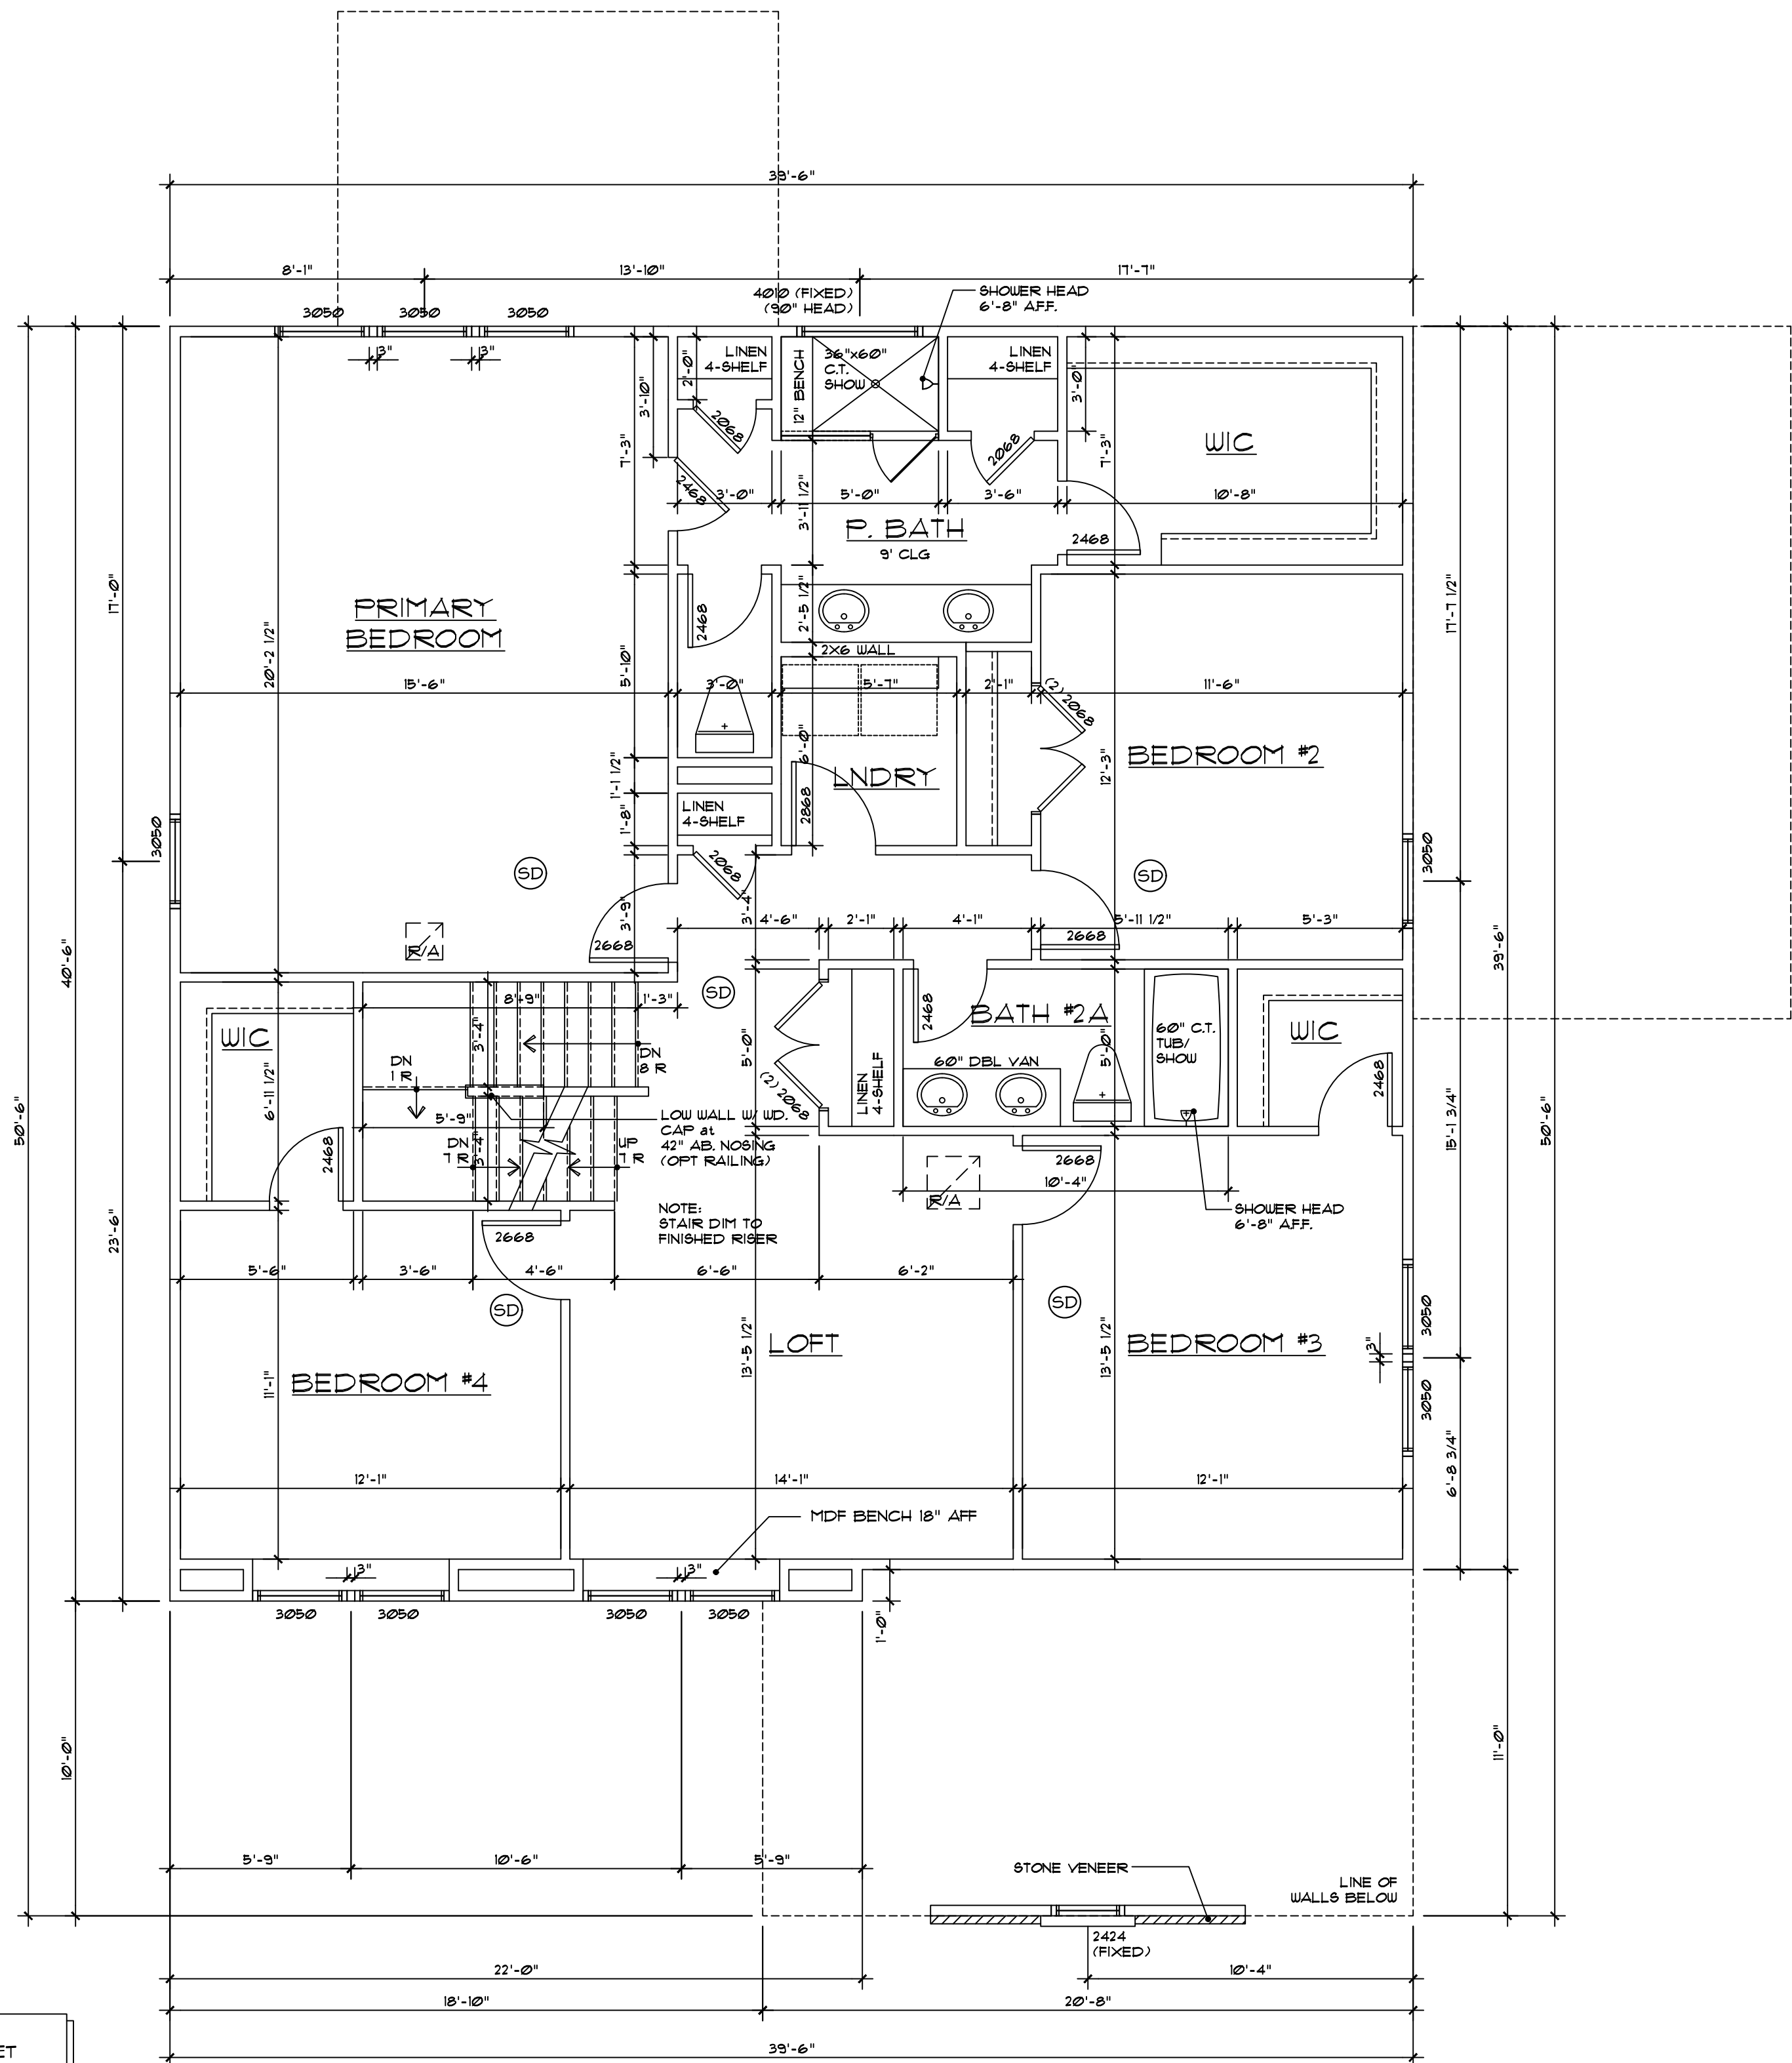 39'-6"
8'-1"
13'-10"
17'-7"
4010 (FIXED)
(90" HEAD)
SHOWER HEAD
6'-8" A.F.F.
3050
3050
3050
3"
3"
3'-10"
2'-0"
LINEN
4-SHELF
12" BENCH
36"x60"
C.T.
SHOW
LINEN
4-SHELF
3'-0"
2068
2068
7'-3"
7'-3"
WIC
2468
3'-0"
3'-11 1/2"
5'-0"
3'-6"
10'-8"
P. BATH
9' CLG
2468
17'-0"
PRIMARY
BEDROOM
20'-2 1/2"
2468
2'-5 1/2"
17'-7 1/2"
2X6 WALL
5'-10"
15'-6"
3'-0"
5'-7"
2'-1"
(2) 2068
11'-6"
6'-0"
BEDROOM #2
12'-3"
LNDRY
1'-1 1/2"
1'-8"
LINEN
4-SHELF
2868
3050
3050
2068
SD
SD
3'-9"
3'-4"
4'-6"
2'-1"
4'-1"
5'-11 1/2"
5'-3"
2668
2668
R/A
40'-6"
39'-6"
SD
8'-9"
1'-3"
WIC
3'-4"
DN
1 R
DN
8 R
5'-0"
2468
BATH #2A
60" C.T.
TUB/
SHOW
WIC
5'-0"
60" DBL VAN
6'-11 1/2"
(2) 2068
LINEN
4-SHELF
2468
50'-6"
50'-6"
15'-1 3/4"
5'-9"
LOW WALL W/ WD.
CAP at
42" AB. NOSING
(OPT RAILING)
DN
7 R
3'-4"
UP
7 R
2468
2668
10'-4"
R/A
NOTE:
STAIR DIM TO
FINISHED RISER
SHOWER HEAD
6'-8" A.F.F.
2668
23'-6"
5'-6"
3'-6"
4'-6"
6'-6"
6'-2"
SD
SD
3050
LOFT
BEDROOM #3
3"
13'-5 1/2"
13'-5 1/2"
BEDROOM #4
11'-1"
3050
6'-8 3/4"
12'-1"
14'-1"
12'-1"
MDF BENCH 18" AFF
3"
3"
3050
3050
3050
3050
1'-0"
10'-0"
11'-0"
5'-9"
10'-6"
5'-9"
STONE VENEER
LINE OF
WALLS BELOW
2424
(FIXED)
22'-0"
10'-4"
18'-10"
20'-8"
39'-6"
ET